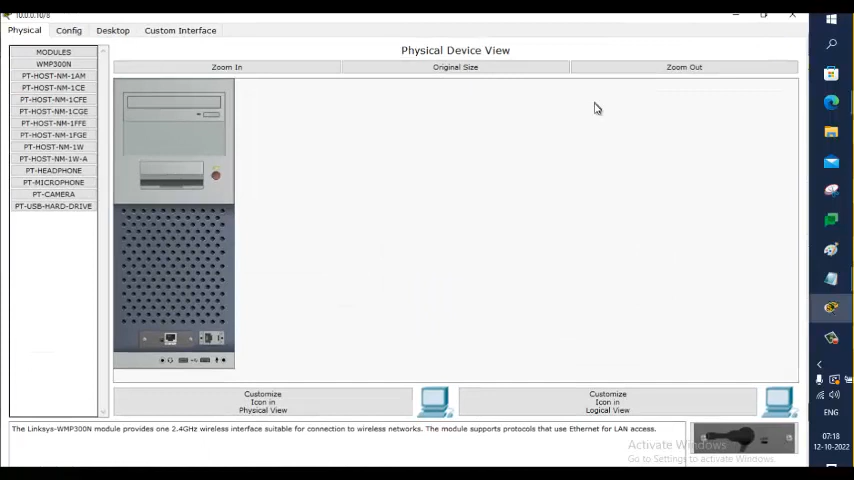 10.0.0.10/8
Physical Config Desktop Custom Interface
MODULES
WMP300N
PT-HOST-NM-1AM
PT-HOST-NM-1CE
PT-HOST-NM-1CFE
PT-HOST-NM-1CGE
PT-HOST-NM-1FFE
PT-HOST-NM-1FGE
PT-HOST-NM-1W
PT-HOST-NM-1W-A
PT-HEADPHONE
PT-MICROPHONE
PT-CAMERA
PT-USB-HARD-DRIVE
Physical Device View
Zoom In Original Size Zoom Out
Customize
Icon in
Physical View
Customize
Icon in
Logical View
The Linksys-WMP300N module provides one 2.4GHz wireless interface suitable for connection to wireless networks. The module supports protocols that use Ethernet for LAN access.
Activate Windows
Go to Settings to activate Windows.
ENG
07:18
12-10-2022